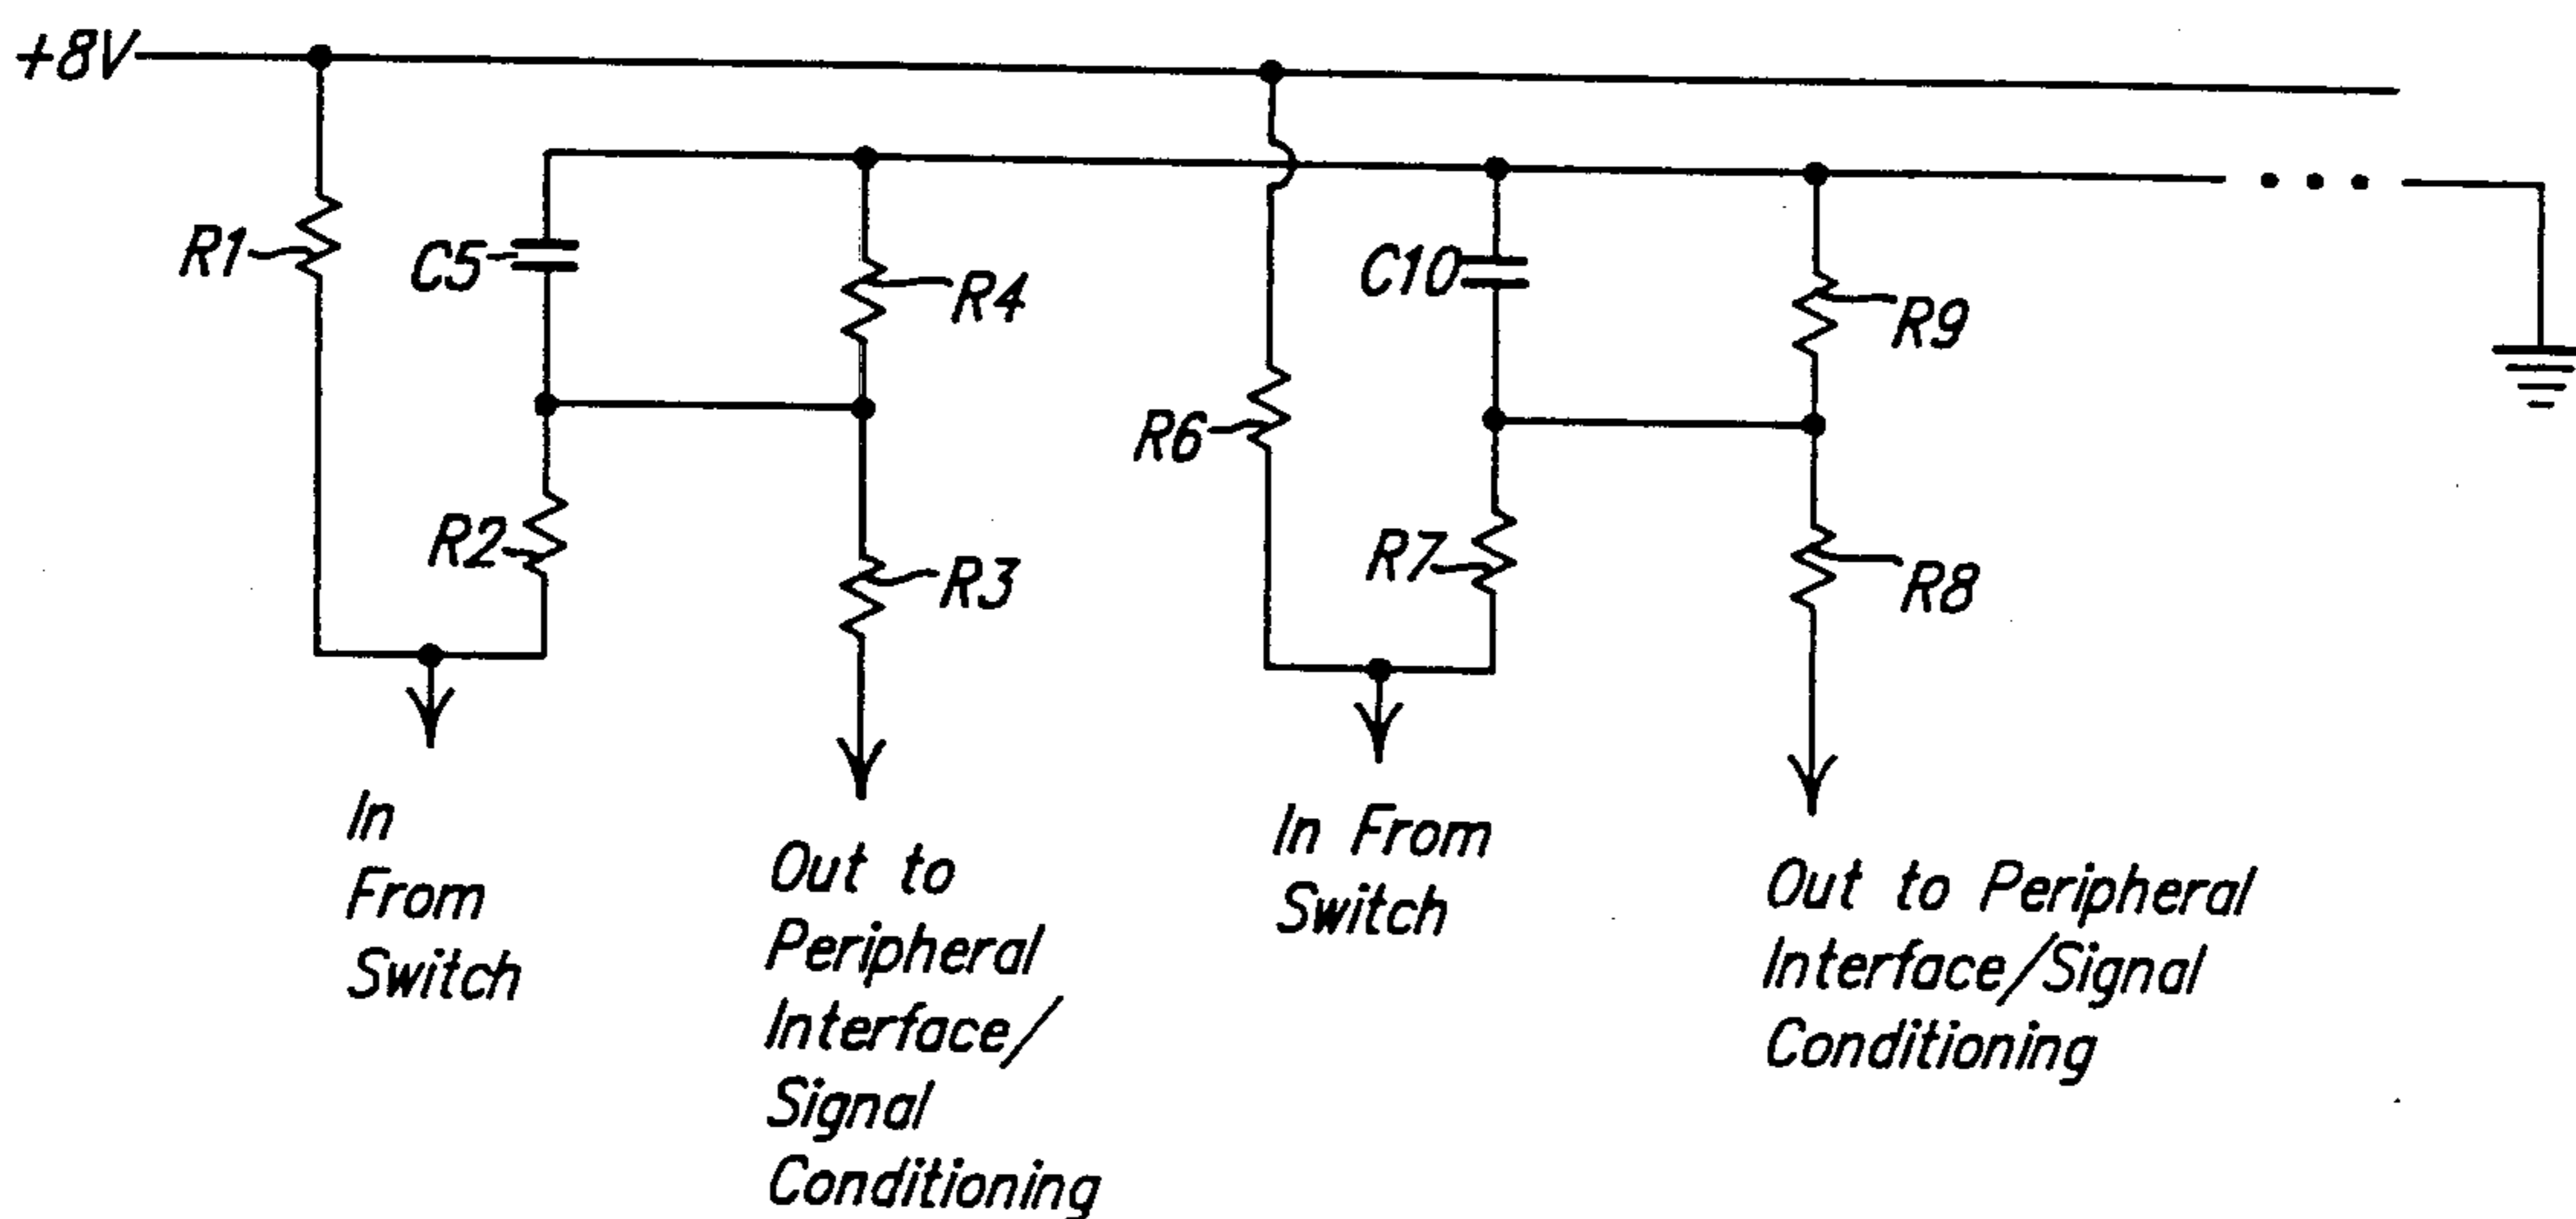 +8V
R1
C5
R4
R2
R3
In
From
Switch
Out to
Peripheral
Interface/
Signal
Conditioning
R6
C10
R9
R7
R8
In From
Switch
Out to Peripheral
Interface/Signal
Conditioning